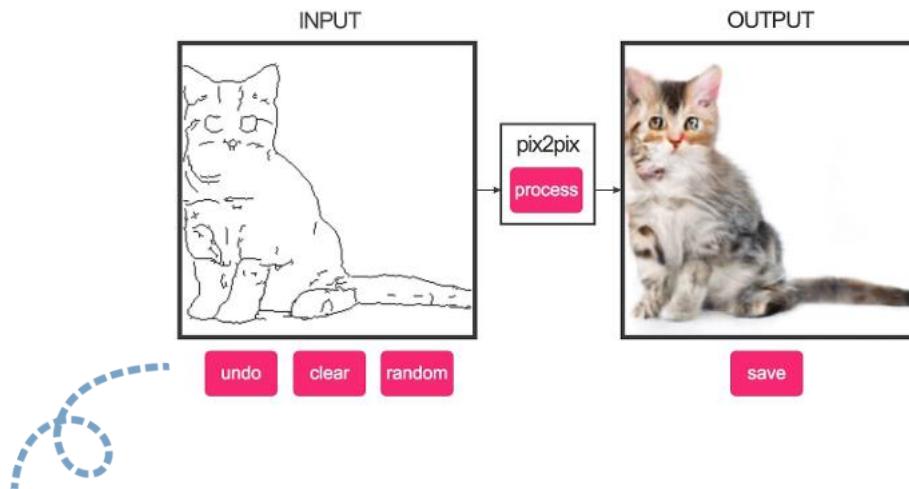 INPUT
OUTPUT
pix2pix
process
undo
clear
random
save